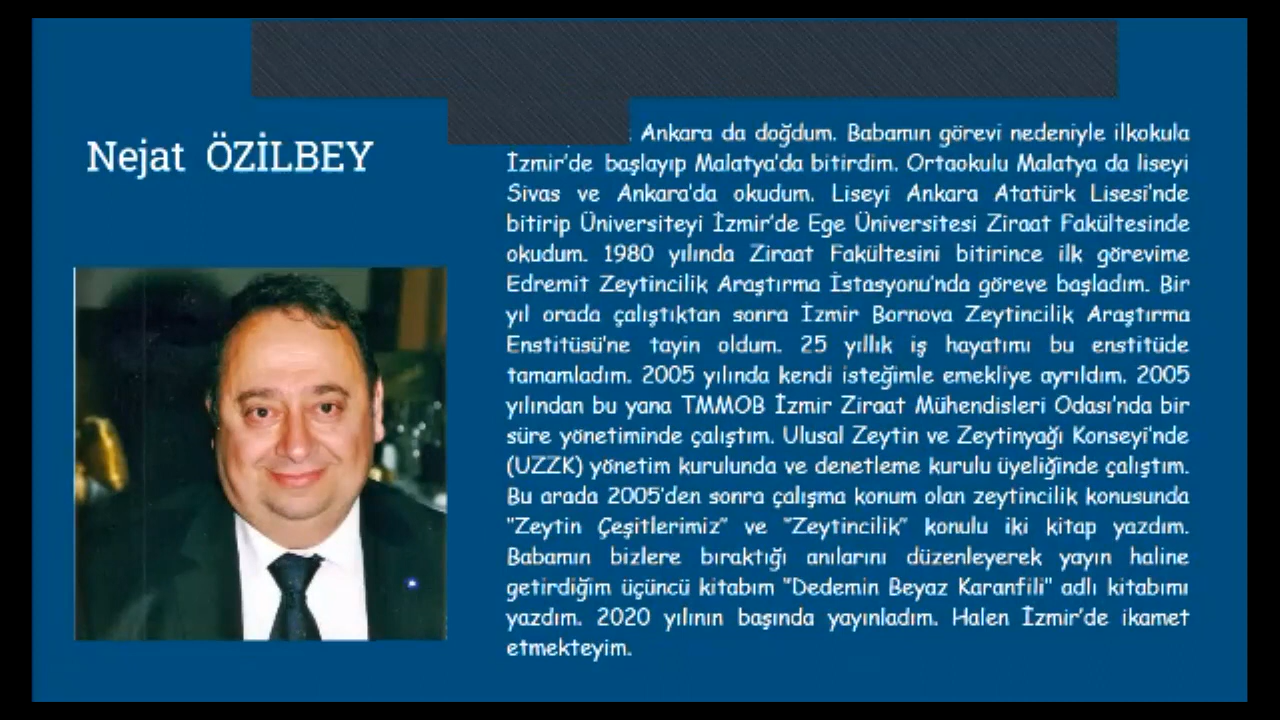 Nejat ÖZİLBEY
Ankara da doğdum. Babamın görevi nedeniyle ilkokula
İzmir'de başlayıp Malatya'da bitirdim. Ortaokulu Malatya da liseyi
Sivas ve Ankara'da okudum. Liseyi Ankara Atatürk Lisesi'nde
bitirip Üniversiteyi İzmir'de Ege Üniversitesi Ziraat Fakültesinde
okudum. 1980 yılında Ziraat Fakültesini bitirince ilk görevime
Edremit Zeytincilik Araştırma İstasyonu'nda göreve başladım. Bir
yıl orada çalıştıktan sonra İzmir Bornova Zeytincilik Araştırma
Enstitüsü'ne tayin oldum. 25 yıllık iş hayatımı bu enstitüde
tamamladım. 2005 yılında kendi isteğimle emekliye ayrıldım. 2005
yılından bu yana TMMOB İzmir Ziraat Mühendisleri Odası'nda bir
süre yönetiminde çalıştım. Ulusal Zeytin ve Zeytinyağı Konseyi'nde
(UZZK) yönetim kurulunda ve denetleme kurulu üyeliğinde çalıştım.
Bu arada 2005'den sonra çalışma konum olan zeytincilik konusunda
"Zeytin Çeşitlerimiz" ve "Zeytincilik" konulu iki kitap yazdım.
Babamın bizlere bıraktığı anılarını düzenleyerek yayın haline
getirdiğim üçüncü kitabım "Dedemin Beyaz Karanfili" adlı kitabımı
yazdım. 2020 yılının başında yayınladım. Halen İzmir'de ikamet
etmekteyim.